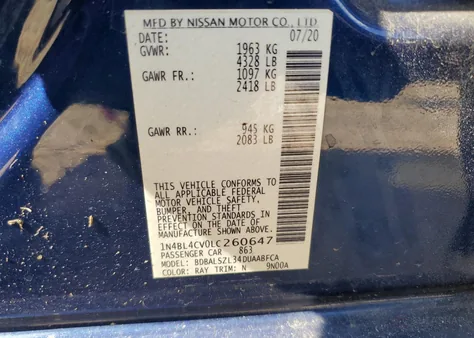 MFD BY NISSAN MOTOR CO., LTD
DATE: 07/20
GVWR: 1963 KG
4328 LB
GAWR FR.: 1097 KG
2418 LB
GAWR RR.: 945 KG
2083 LB
THIS VEHICLE CONFORMS TO
ALL APPLICABLE FEDERAL
MOTOR VEHICLE SAFETY,
BUMPER, AND THEFT
PREVENTION STANDARDS IN
EFFECT ON THE DATE OF
MANUFACTURE SHOWN ABOVE.
1N4BL4CV0LC260647
PASSENGER CAR 863
MODEL: BDBALSZL34DUAABFCA
COLOR: RAY TRIM: N 9N00A